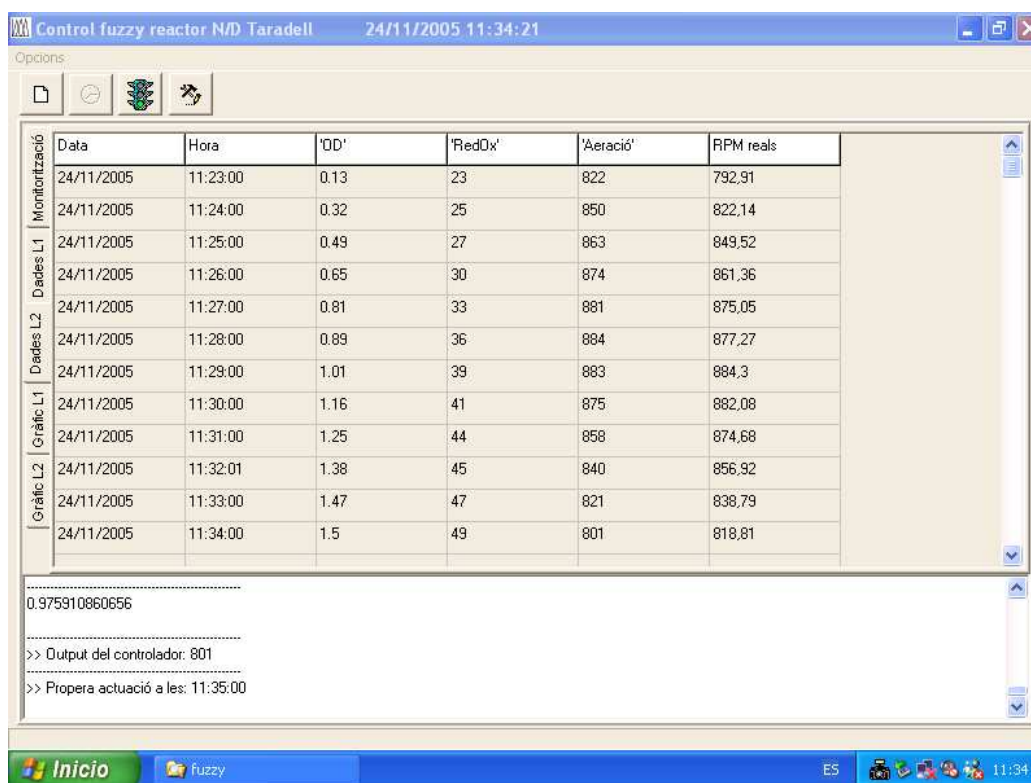 Control fuzzy reactor N/D Taradell 24/11/2005 11:34:21
Opcions
Monitorització
Dades L1
Dades L2
Gràfic L1
Gràfic L2
Data Hora 'OD' 'RedOx' 'Aeració' RPM reals
24/11/2005 11:23:00 0.13 23 822 792,91
24/11/2005 11:24:00 0.32 25 850 822,14
24/11/2005 11:25:00 0.49 27 863 849,52
24/11/2005 11:26:00 0.65 30 874 861,36
24/11/2005 11:27:00 0.81 33 881 875,05
24/11/2005 11:28:00 0.89 36 884 877,27
24/11/2005 11:29:00 1.01 39 883 884,3
24/11/2005 11:30:00 1.16 41 875 882,08
24/11/2005 11:31:00 1.25 44 858 874,68
24/11/2005 11:32:01 1.38 45 840 856,92
24/11/2005 11:33:00 1.47 47 821 838,79
24/11/2005 11:34:00 1.5 49 801 818,81
0.975910860656
>> Output del controlador: 801
>> Propera actuació a les: 11:35:00
Inicio fuzzy ES 11:34